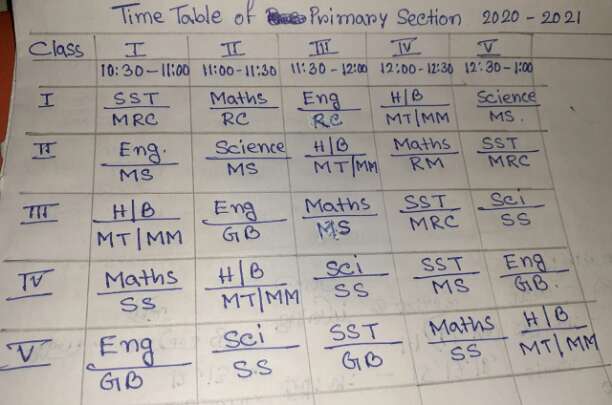 Time Table of Primary Section 2020 - 2021
Class I II III IV V
10:30-11:00 11:00-11:30 11:30-12:00 12:00-12:30 12:30-1:00
I SST Maths Eng H|B Science
MRC RC RC MT|MM MS.
II Eng. Science H|B Maths SST
MS MS MT|MM RM MRC
III H|B Eng Maths SST Sci
MT|MM GB MS MRC SS
IV Maths H|B Sci SST Eng
SS MT|MM SS MS GB.
V Eng Sci SST Maths H|B
GB S.S GB SS MT|MM